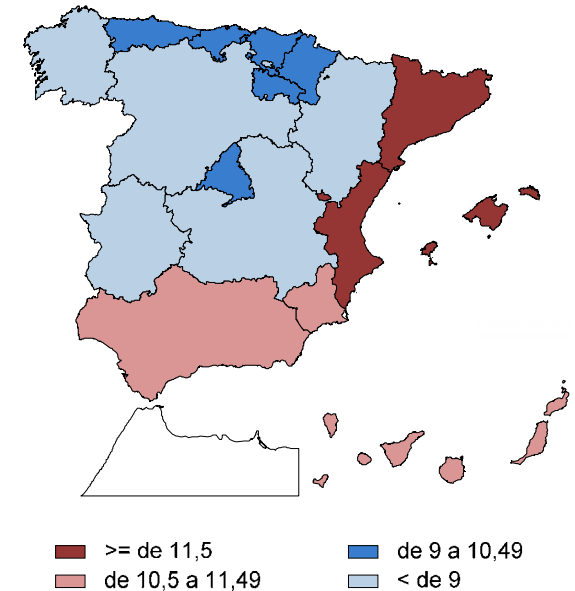 >= de 11,5
de 9 a 10,49
de 10,5 a 11,49
< de 9